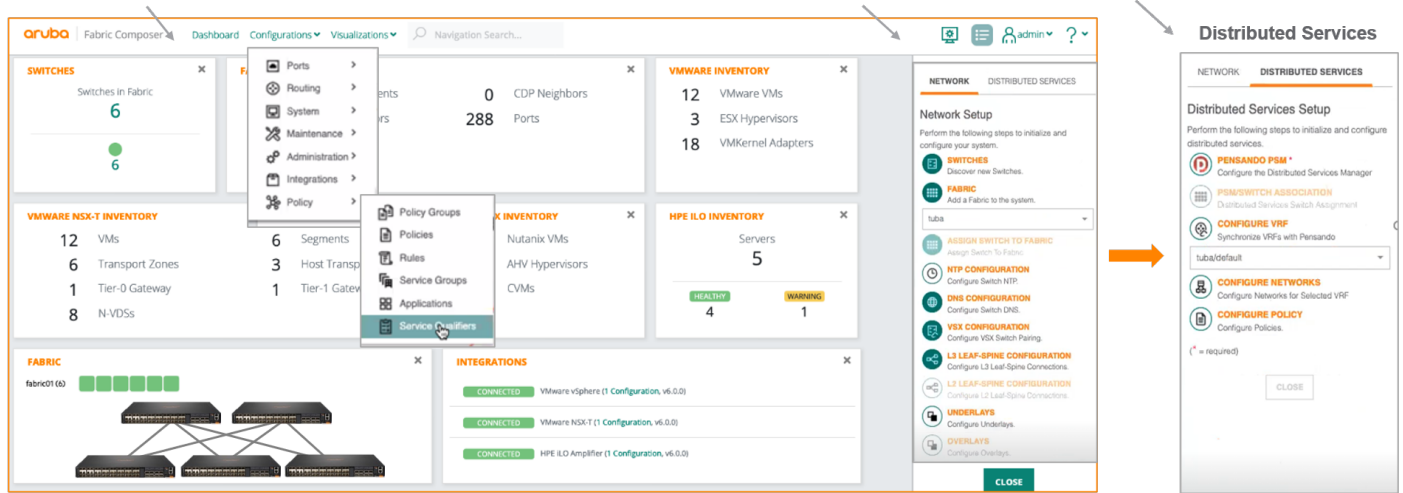 aruba Fabric Composer Dashboard Configurations Visualizations Navigation Search... admin ?
SWITCHES
Switches in Fabric
6
6
Ports
Routing
System
Maintenance
Administration
Integrations
Policy
Policy Groups
Policies
Rules
Service Groups
Applications
Service Qualifiers
0 CDP Neighbors
288 Ports
VMWARE INVENTORY
12 VMware VMs
3 ESX Hypervisors
18 VMKernel Adapters
VMWARE NSX-T INVENTORY
12 VMs
6 Transport Zones
1 Tier-0 Gateway
8 N-VDSs
6 Segments
3 Host Transp
1 Tier-1 Gatew
X INVENTORY
Nutanix VMs
AHV Hypervisors
CVMs
HPE ILO INVENTORY
Servers
5
HEALTHY WARNING
4 1
FABRIC
fabric01 (6)
INTEGRATIONS
CONNECTED VMware vSphere (1 Configuration, v6.0.0)
CONNECTED VMware NSX-T (1 Configuration, v6.0.0)
CONNECTED HPE iLO Amplifier (1 Configuration, v6.0.0)
NETWORK DISTRIBUTED SERVICES
Network Setup
Perform the following steps to initialize and
configure your system.
SWITCHES
Discover new Switches.
FABRIC
Add a Fabric to the system.
tuba
ASSIGN SWITCH TO FABRIC
Assign Switch To Fabric.
NTP CONFIGURATION
Configure Switch NTP.
DNS CONFIGURATION
Configure Switch DNS.
VSX CONFIGURATION
Configure VSX Switch Pairing.
L3 LEAF-SPINE CONFIGURATION
Configure L3 Leaf-Spine Connections.
L2 LEAF-SPINE CONFIGURATION
Configure L2 Leaf-Spine Connections.
UNDERLAYS
Configure Underlays.
OVERLAYS
Configure Overlays.
CLOSE
Distributed Services
NETWORK DISTRIBUTED SERVICES
Distributed Services Setup
Perform the following steps to initialize and configure
distributed services.
PENSANDO PSM *
Configure the Distributed Services Manager
PSM/SWITCH ASSOCIATION
Distributed Services Switch Assignment
CONFIGURE VRF
Synchronize VRFs with Pensando
tuba/default
CONFIGURE NETWORKS
Configure Networks for Selected VRF
CONFIGURE POLICY
Configure Policies.
(* = required)
CLOSE